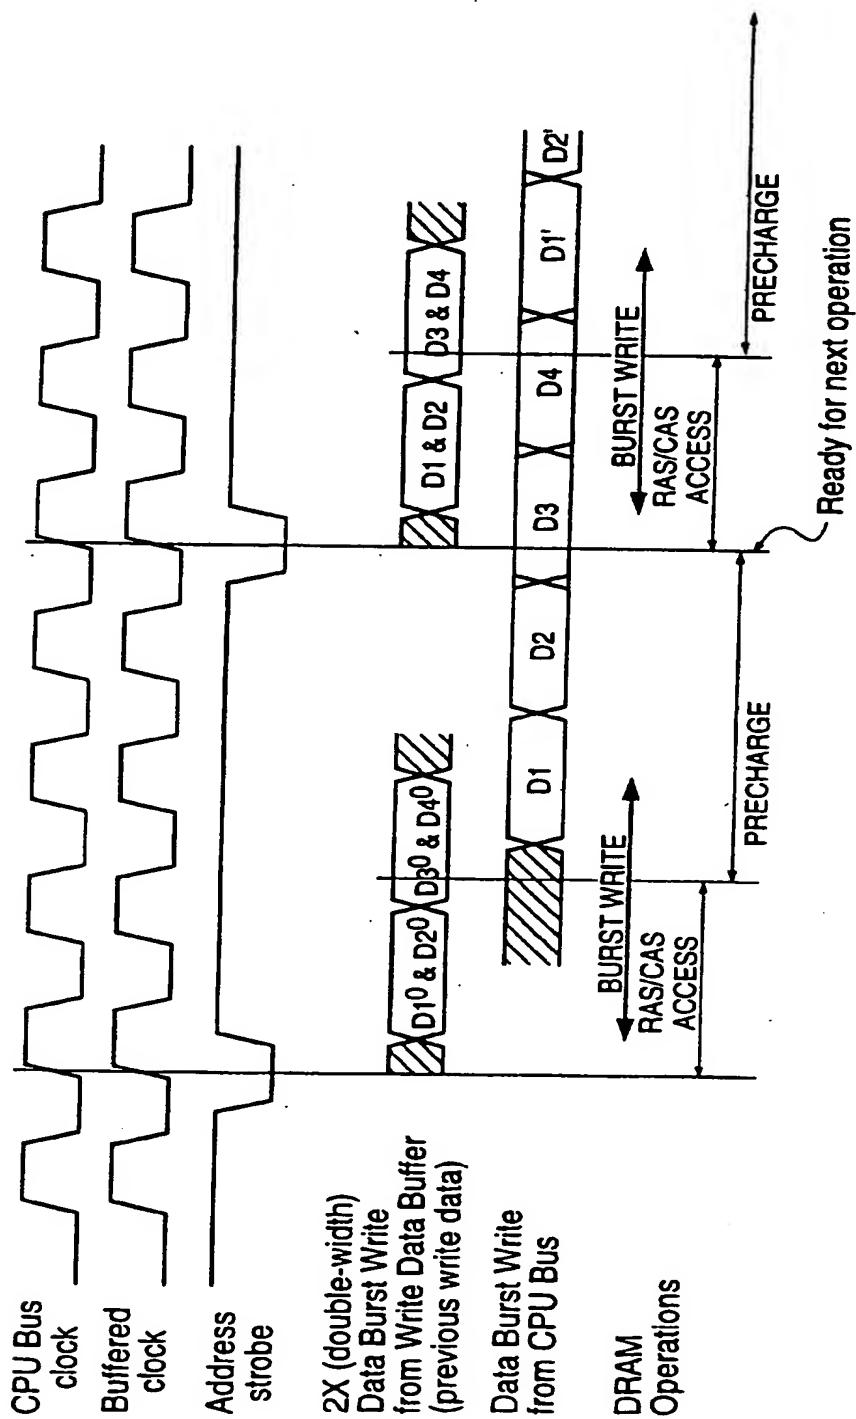 CPU Bus
clock
Buffered
clock
Address
strobe
2X (double-width)
Data Burst Write
from Write Data Buffer
(previous write data)
D1⁰ & D2⁰
D3⁰ & D4⁰
D1 & D2
D3 & D4
Data Burst Write
from CPU Bus
D1
D2
D3
D4
D1'
D2'
DRAM
Operations
BURST WRITE
RAS/CAS
ACCESS
PRECHARGE
BURST WRITE
RAS/CAS
ACCESS
PRECHARGE
Ready for next operation